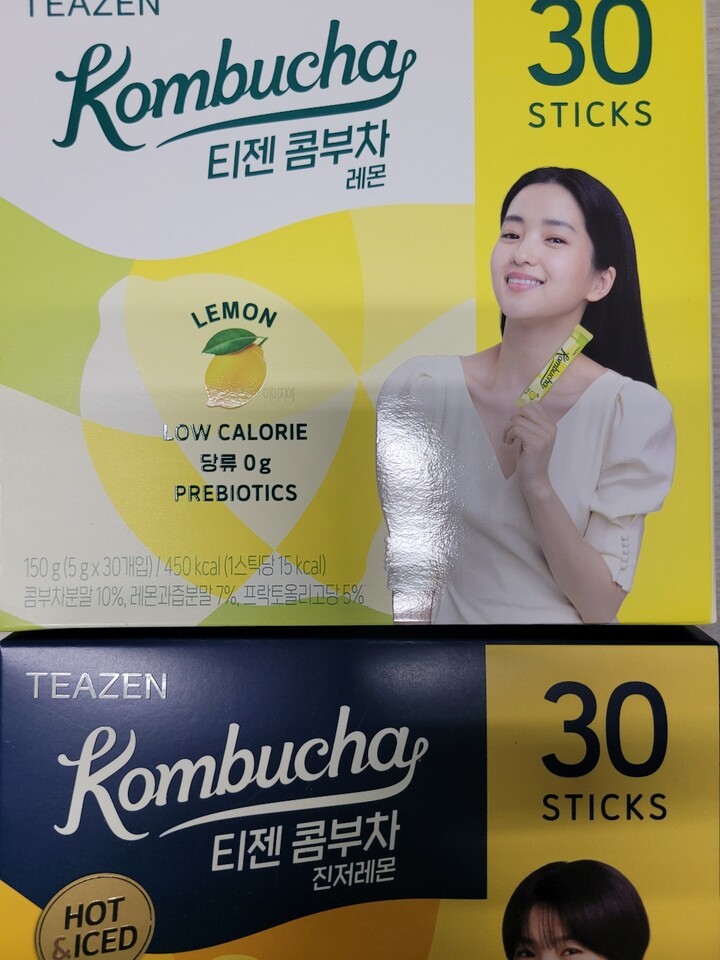 TEAZEN
Kombucha
티젠 콤부차
레몬
30
STICKS
LEMON
LOW CALORIE
당류 0g
PREBIOTICS
Kombucha
150 g (5 g x 30개입) / 450 kcal (1스틱당 15 kcal)
콤부차분말 10%, 레몬과즙분말 7%, 프락토올리고당 5%
TEAZEN
Kombucha
티젠 콤부차
진저레몬
30
STICKS
HOT
&ICED